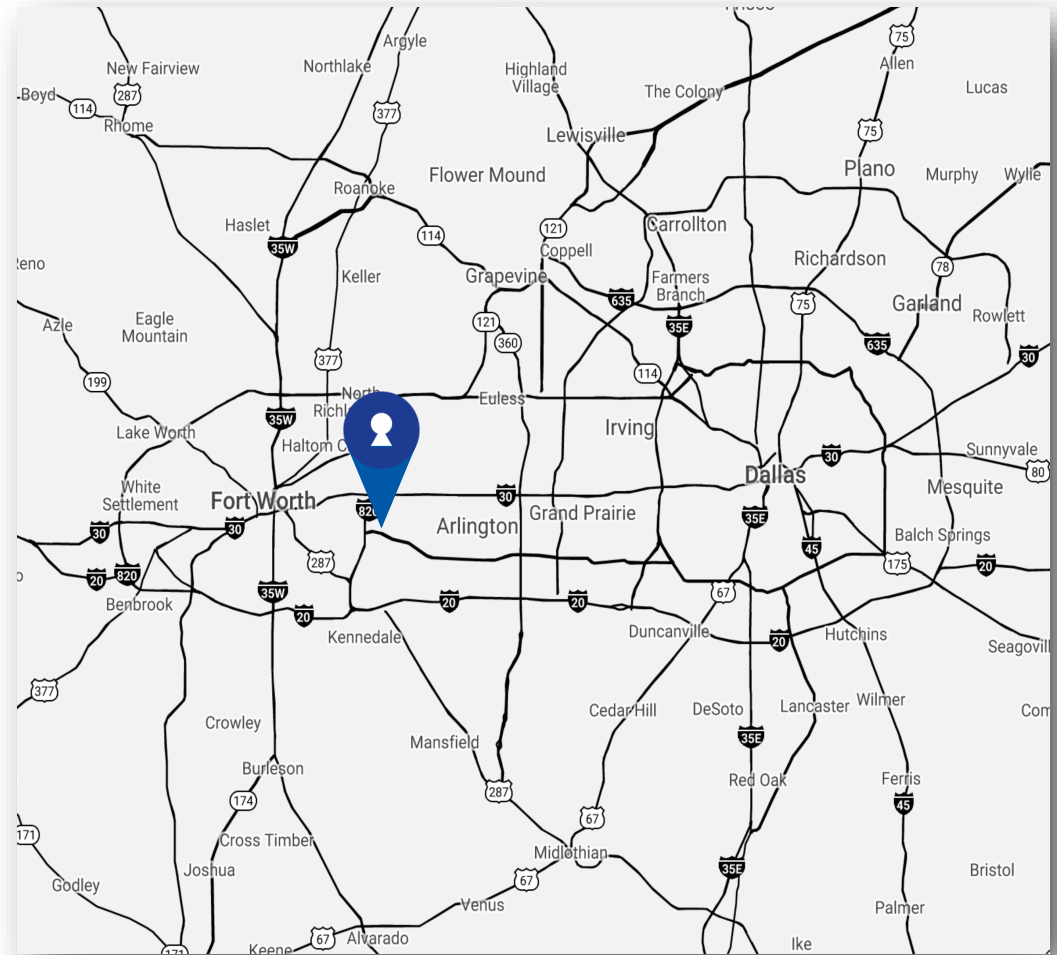 Argyle
75
New Fairview
Northlake
Highland
Village
Allen
Boyd
287
The Colony
Lucas
114
377
Rhome
75
Lewisville
Plano
Flower Mound
Murphy
Wylie
Roanoke
Haslet
121
Carrollton
114
35W
Coppell
Richardson
78
Grapevine
Keller
Farmers
Branch
635
75
Garland
Rowlett
Azle
Eagle
Mountain
121
35E
360
635
377
30
199
114
North
Euless
35W
Lake Worth
Irving
Haltom C
30
Sunnyvale
80
Dallas
White
Settlement
Fort Worth
30
Mesquite
820
Grand Prairie
Arlington
35E
30
30
Balch Springs
45
287
175
20
20
820
35W
67
Benbrook
20
20
20
Kennedale
Duncanville
20
Hutchins
377
Cedar Hill
DeSoto
Lancaster
Wilmer
Crowley
35E
Mansfield
Burleson
Red Oak
Ferris
287
174
45
67
171
Cross Timber
Midlothian
Joshua
35E
Bristol
Godley
67
Venus
Palmer
67
Alvarado
Ike
Keene
171